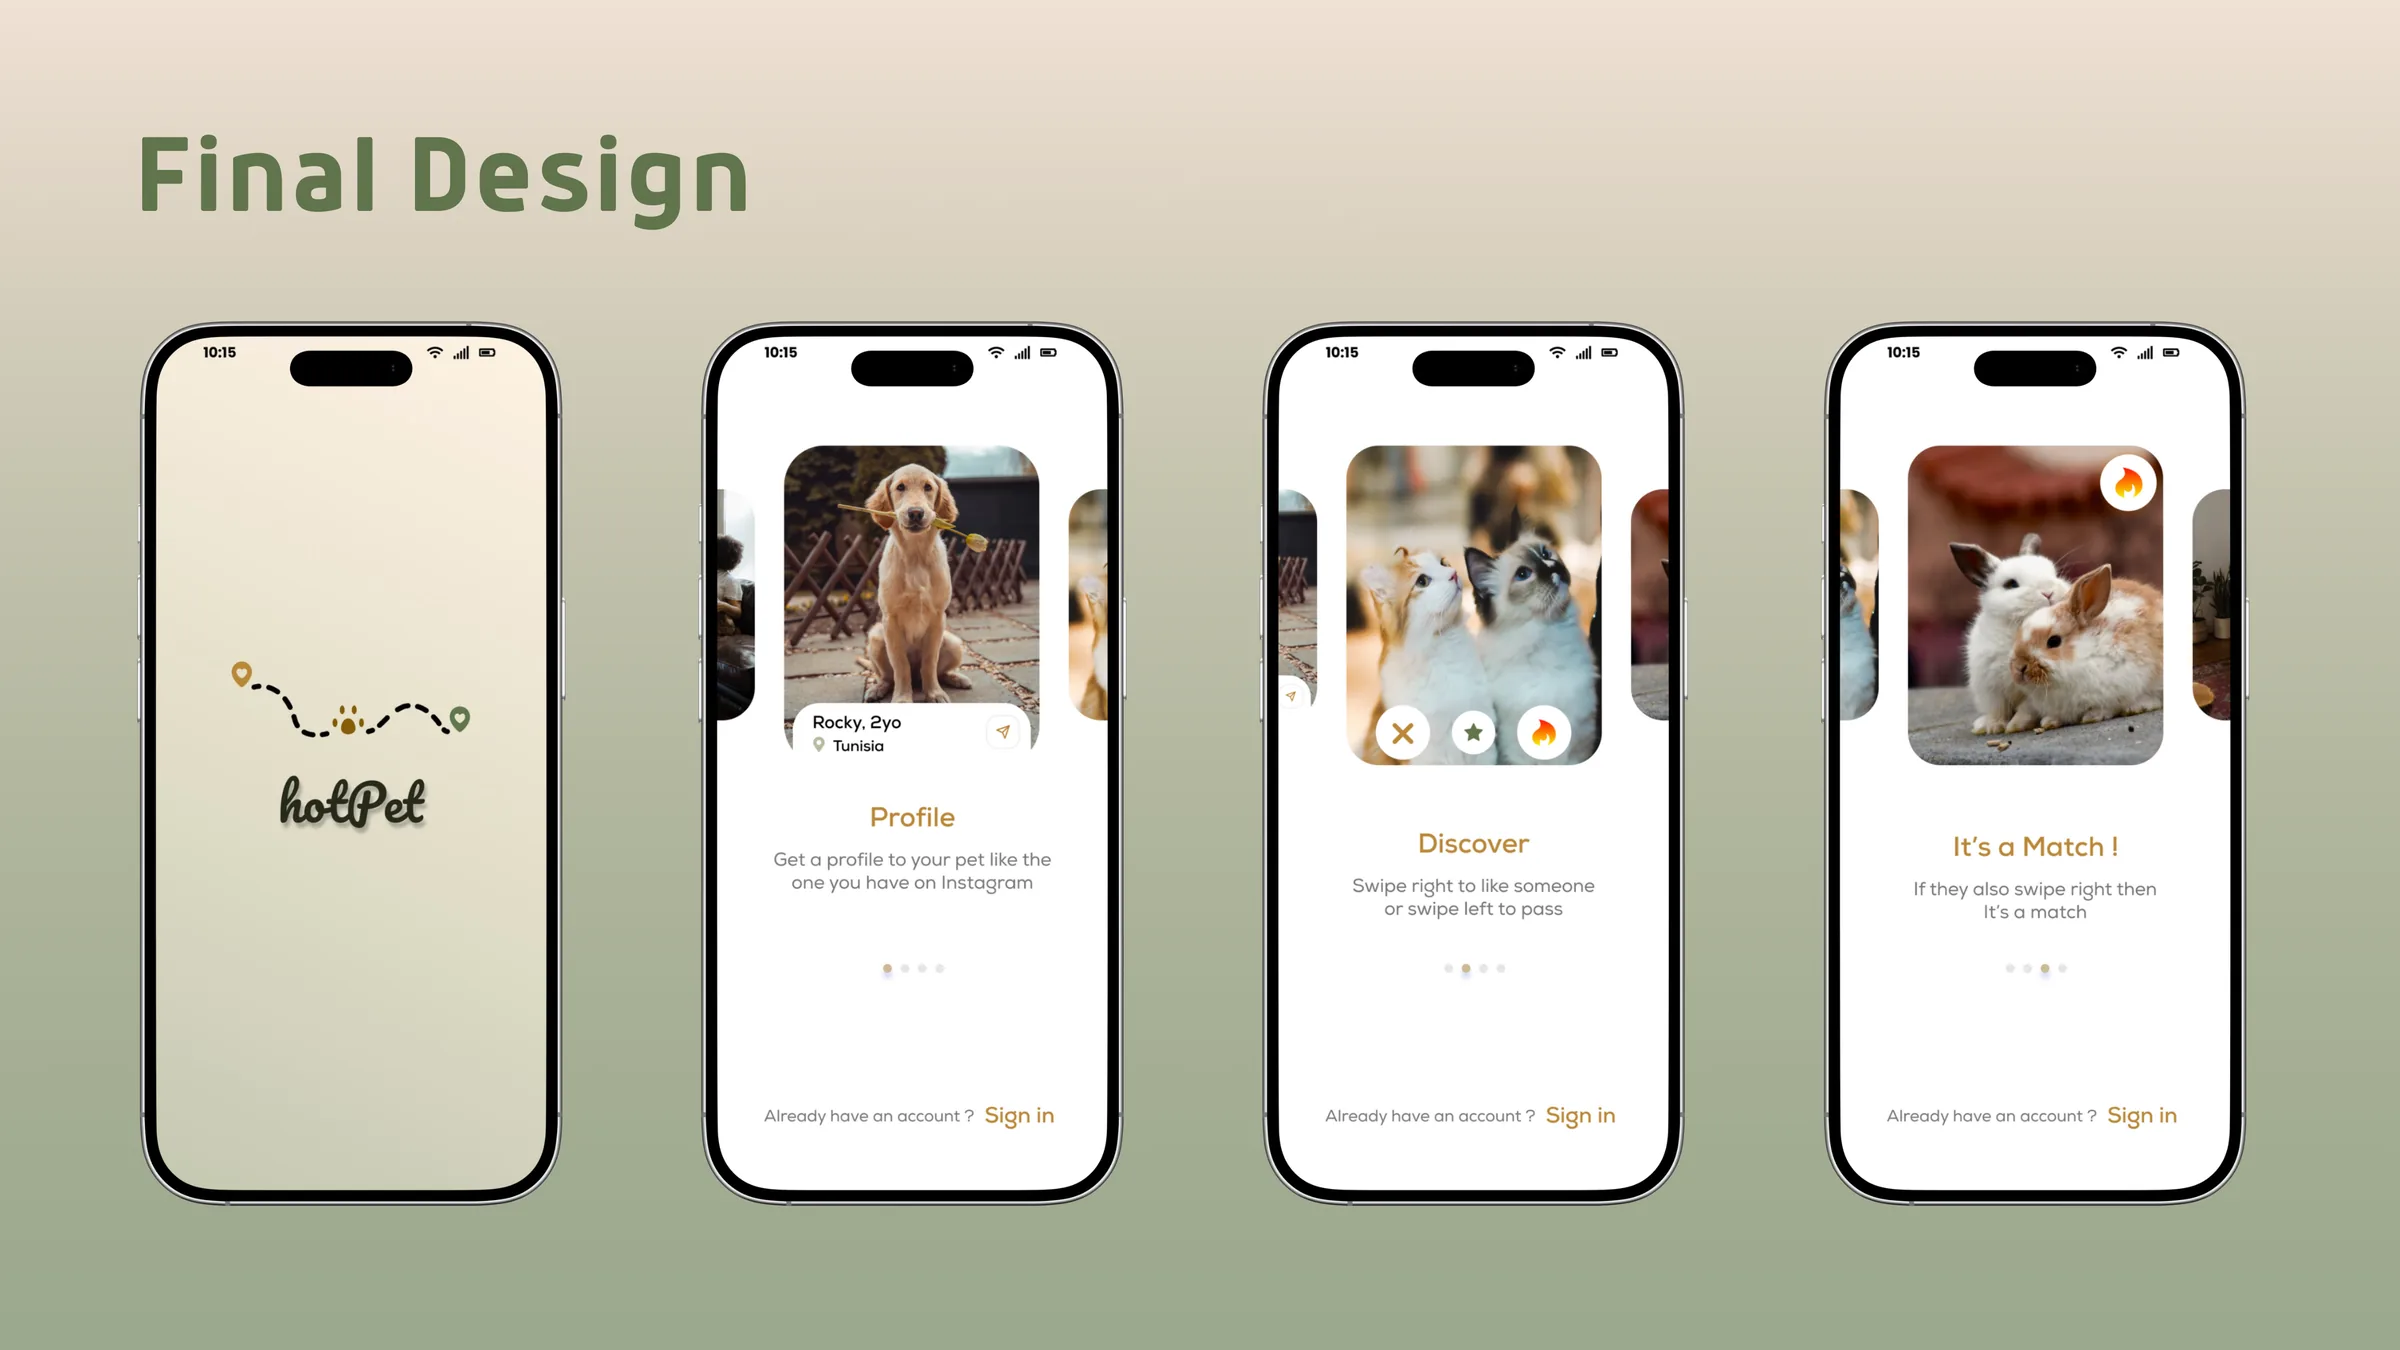 Final Design
10:15
hotPet
10:15
Rocky, 2yo
Tunisia
Profile
Get a profile to your pet like the
one you have on Instagram
Already have an account ? Sign in
10:15
Discover
Swipe right to like someone
or swipe left to pass
Already have an account ? Sign in
10:15
It's a Match !
If they also swipe right then
It's a match
Already have an account ? Sign in